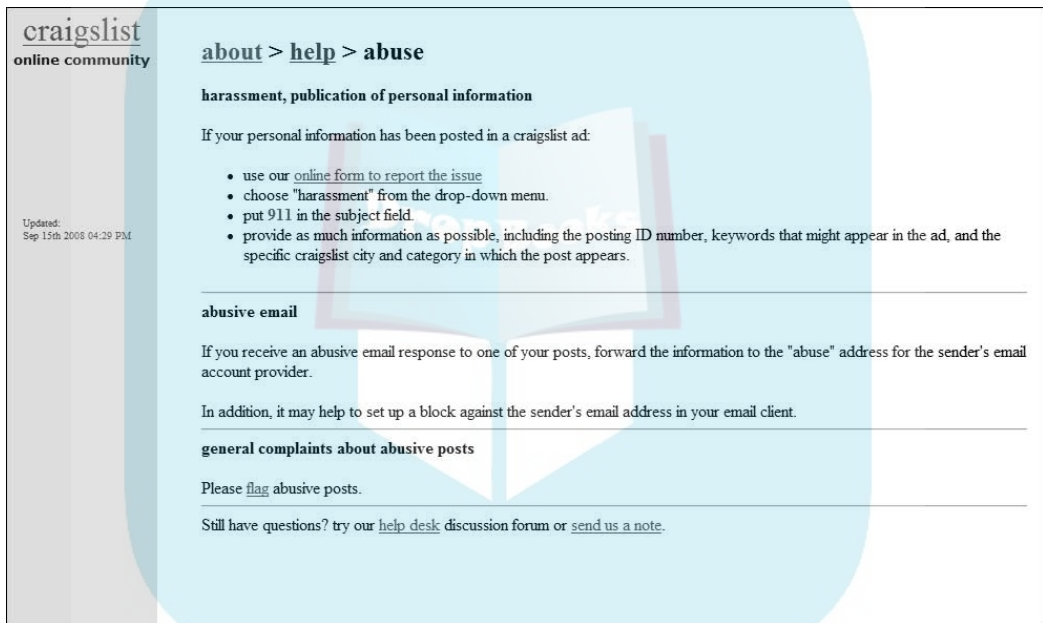 craigslist
online community
Updated:
Sep 15th 2008 04:29 PM
about > help > abuse
harassment, publication of personal information
If your personal information has been posted in a craigslist ad:
• use our online form to report the issue
• choose "harassment" from the drop-down menu.
• put 911 in the subject field.
• provide as much information as possible, including the posting ID number, keywords that might appear in the ad, and the
specific craigslist city and category in which the post appears.
abusive email
If you receive an abusive email response to one of your posts, forward the information to the "abuse" address for the sender's email
account provider.
In addition, it may help to set up a block against the sender's email address in your email client.
general complaints about abusive posts
Please flag abusive posts.
Still have questions? try our help desk discussion forum or send us a note.